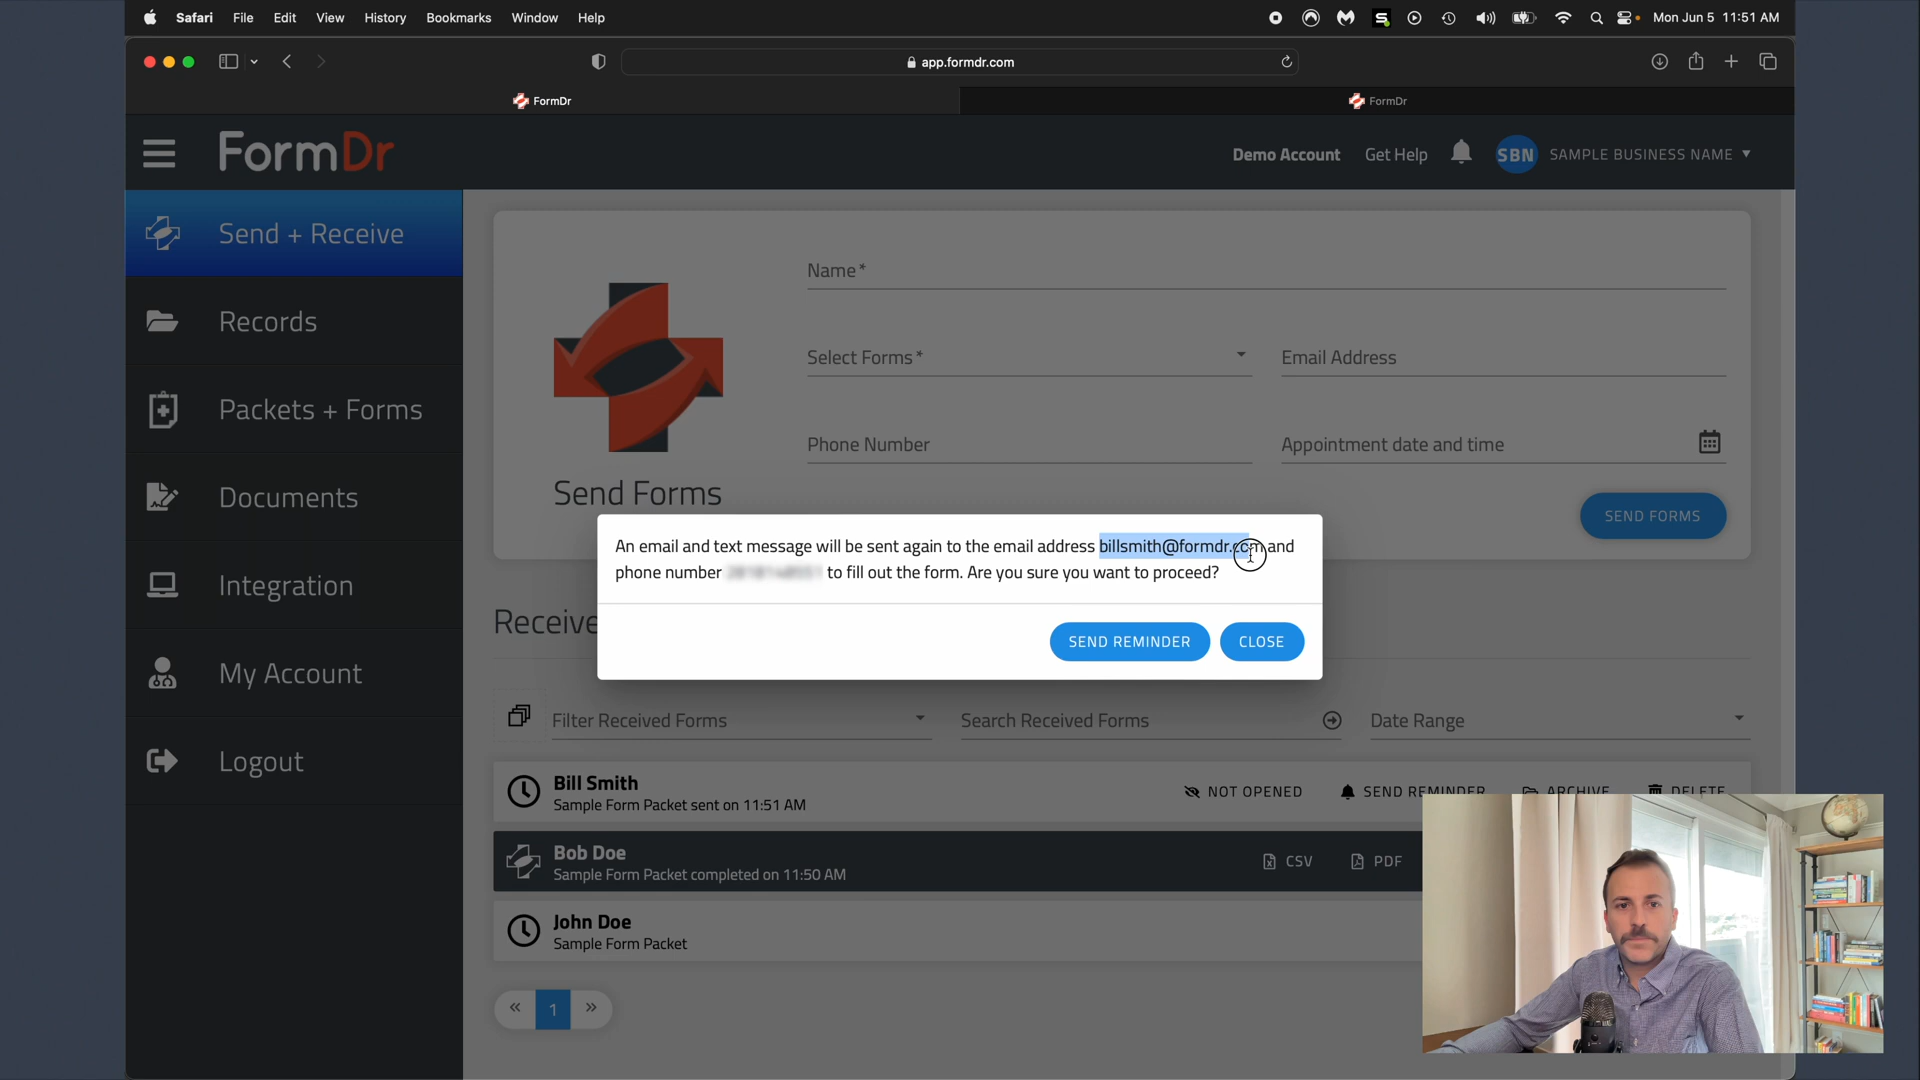 Safari File Edit View History Bookmarks Window Help Mon Jun 5 11:51 AM
app.formdr.com
FormDr FormDr
FormDr Demo Account Get Help SBN SAMPLE BUSINESS NAME
Send + Receive
Records
Packets + Forms
Documents
Integration
My Account
Logout
Name*
Select Forms* Email Address
Phone Number Appointment date and time
Send Forms
SEND FORMS
An email and text message will be sent again to the email address billsmith@formdr.com and
phone number to fill out the form. Are you sure you want to proceed?
SEND REMINDER CLOSE
Receive
Filter Received Forms Search Received Forms Date Range
Bill Smith
Sample Form Packet sent on 11:51 AM
NOT OPENED SEND REMINDER ARCHIVE DELETE
Bob Doe
Sample Form Packet completed on 11:50 AM
CSV PDF
John Doe
Sample Form Packet
« 1 »